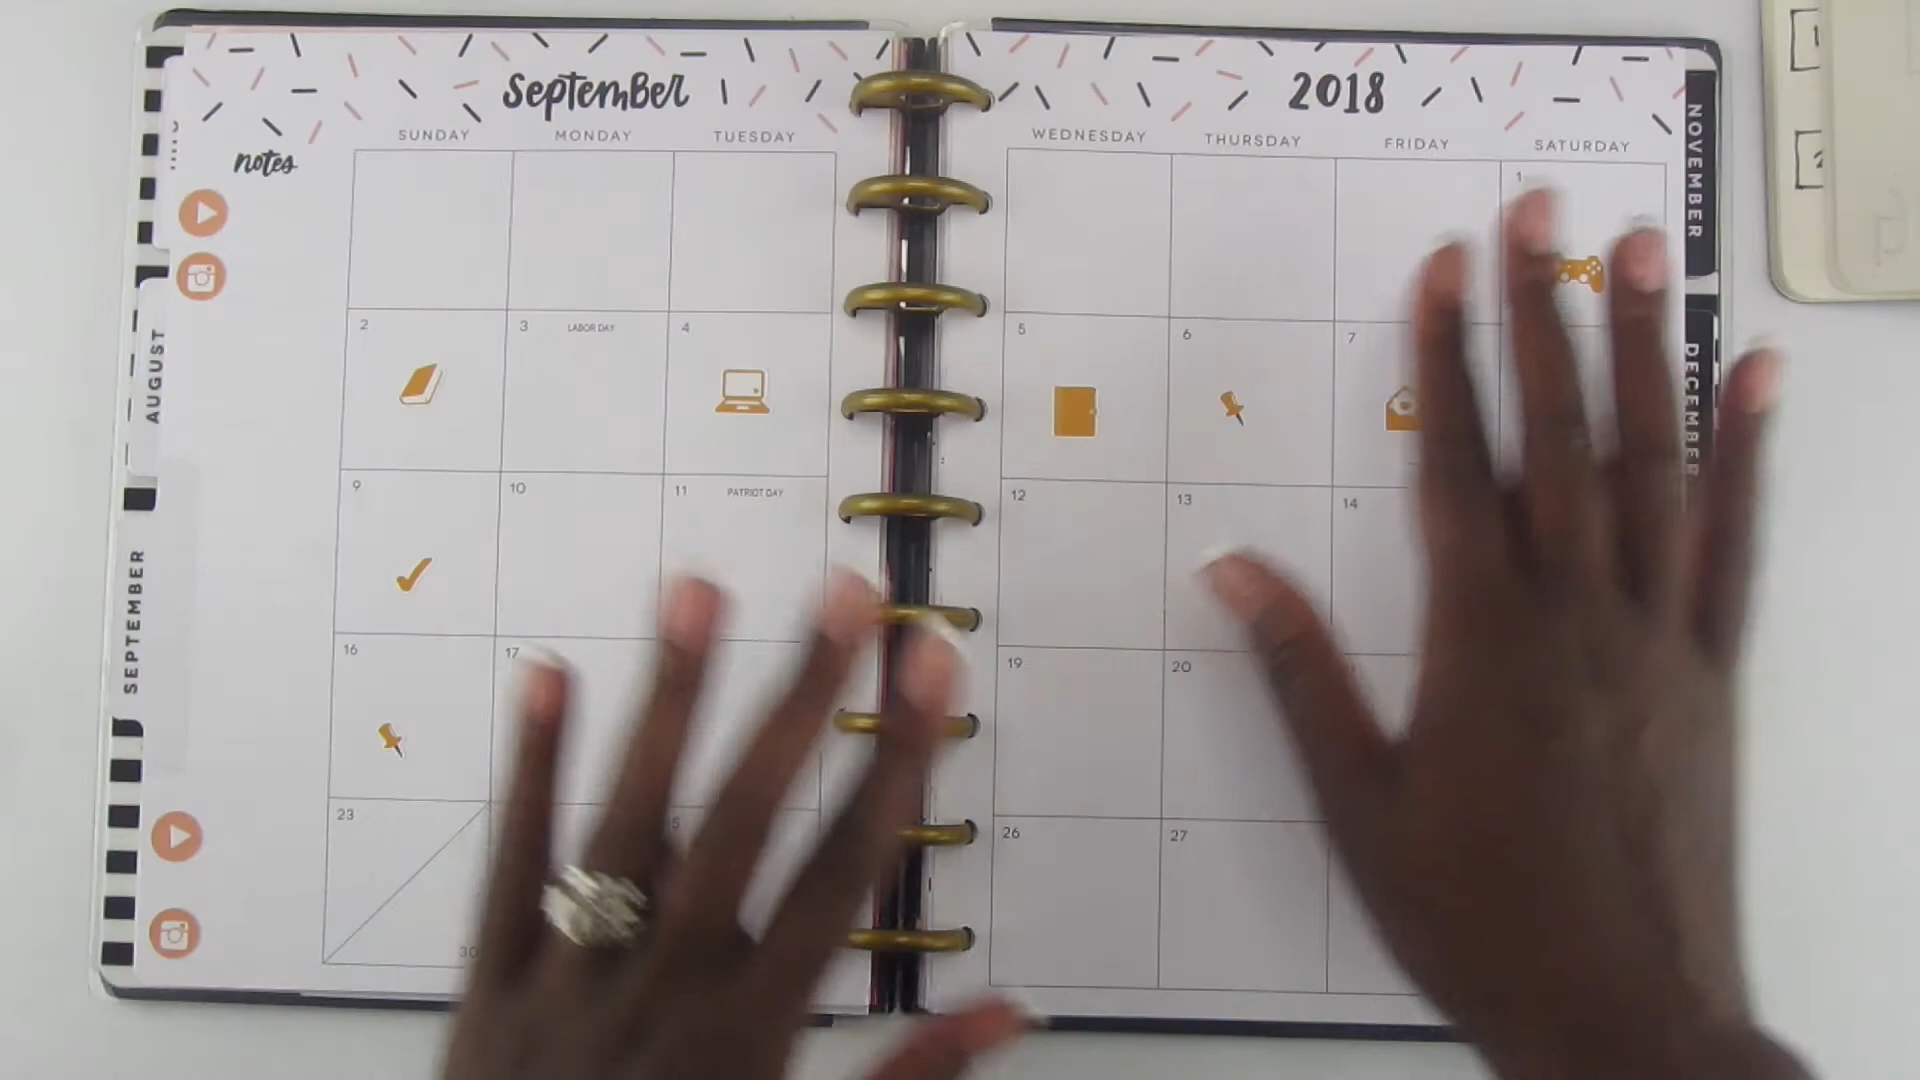 September
2018
SUNDAY MONDAY TUESDAY
WEDNESDAY THURSDAY FRIDAY SATURDAY
notes
1
2
3 LABOR DAY
4
5
6
7
9
10
11 PATRIOT DAY
12
13
14
16
17
19
20
23
30
26
27
AUGUST
SEPTEMBER
NOVEMBER
DECEMBER